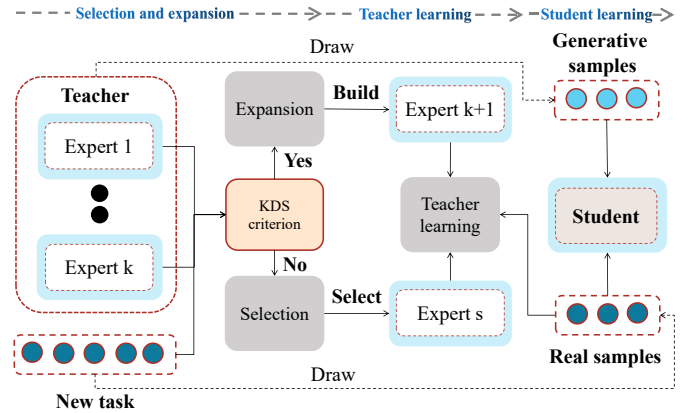 Selection and expansion
Teacher learning
Student learning
Draw
Generative
samples
Teacher
Expert 1
Expert k
Expansion
Build
Expert k+1
Yes
KDS
criterion
No
Teacher
learning
Student
Selection
Select
Expert s
Real samples
Draw
New task